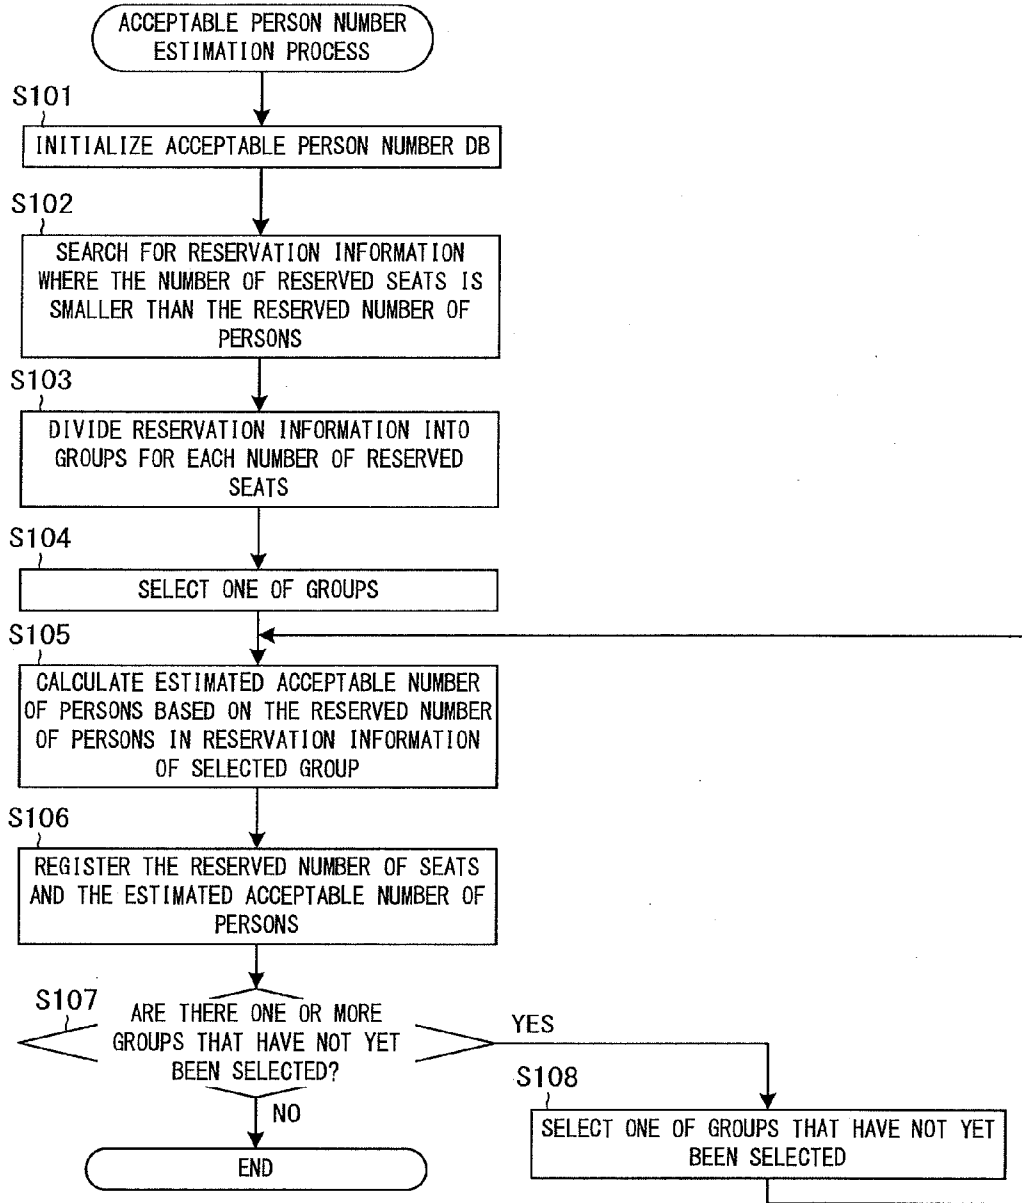 ACCEPTABLE PERSON NUMBER
ESTIMATION PROCESS
S101
INITIALIZE ACCEPTABLE PERSON NUMBER DB
S102
SEARCH FOR RESERVATION INFORMATION
WHERE THE NUMBER OF RESERVED SEATS IS
SMALLER THAN THE RESERVED NUMBER OF
PERSONS
S103
DIVIDE RESERVATION INFORMATION INTO
GROUPS FOR EACH NUMBER OF RESERVED
SEATS
S104
SELECT ONE OF GROUPS
S105
CALCULATE ESTIMATED ACCEPTABLE NUMBER
OF PERSONS BASED ON THE RESERVED NUMBER
OF PERSONS IN RESERVATION INFORMATION
OF SELECTED GROUP
S106
REGISTER THE RESERVED NUMBER OF SEATS
AND THE ESTIMATED ACCEPTABLE NUMBER OF
PERSONS
S107
ARE THERE ONE OR MORE
GROUPS THAT HAVE NOT YET
BEEN SELECTED?
YES
NO
S108
SELECT ONE OF GROUPS THAT HAVE NOT YET
BEEN SELECTED
END